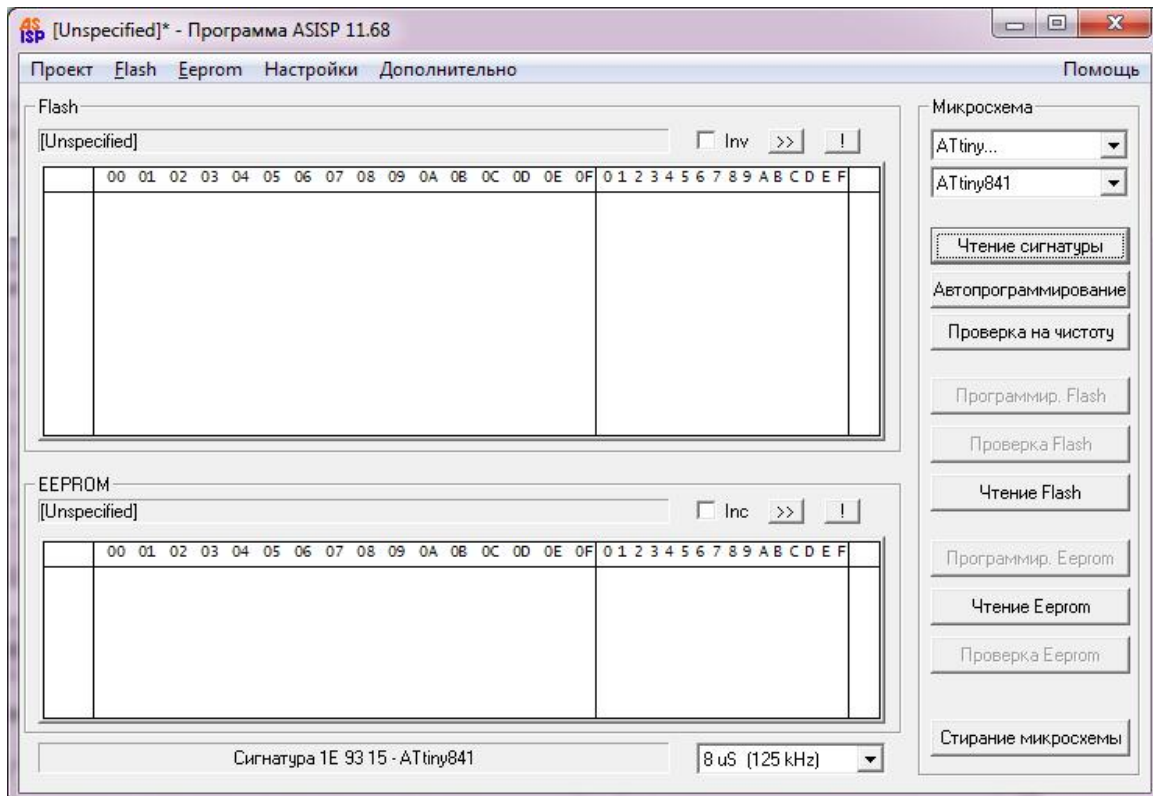 AS ISP [Unspecified]* - Программа ASISP 11.68
Проект Flash Eeprom Настройки Дополнительно Помощь
Flash
[Unspecified] Inv >> !
00 01 02 03 04 05 06 07 08 09 0A 0B 0C 0D 0E 0F 0 1 2 3 4 5 6 7 8 9 A B C D E F
EEPROM
[Unspecified] Inc >> !
00 01 02 03 04 05 06 07 08 09 0A 0B 0C 0D 0E 0F 0 1 2 3 4 5 6 7 8 9 A B C D E F
Сигнатура 1E 93 15 - ATtiny841 8 uS (125 kHz)
Микросхема
ATtiny...
ATtiny841
Чтение сигнатуры
Автопрограммирование
Проверка на чистоту
Программир. Flash
Проверка Flash
Чтение Flash
Программир. Eeprom
Чтение Eeprom
Проверка Eeprom
Стирание микросхемы